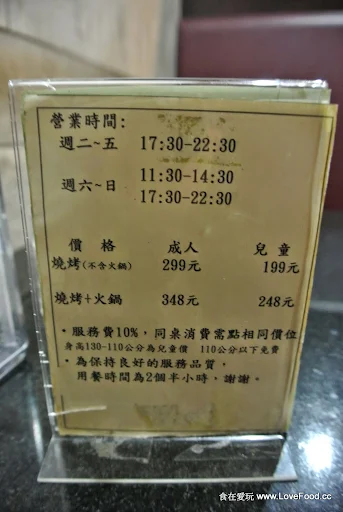 營業時間:
週二~五 17:30-22:30
週六~日 11:30-14:30
17:30-22:30
價格 成人 兒童
燒烤(不含火鍋) 299元 199元
燒烤+火鍋 348元 248元
•服務費10%,同桌消費需點相同價位
身高130-110公分為兒童價 110公分以下免費
•為保持良好的服務品質,
用餐時間為2個半小時,謝謝。
食在愛玩 www.LoveFood.cc